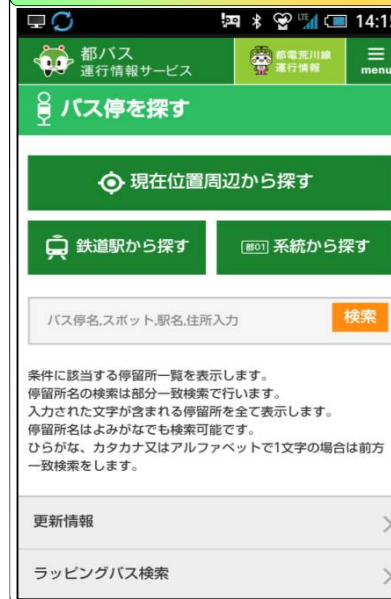 LTE 14:15
都バス
運行情報サービス
都電荒川線
運行情報
menu
バス停を探す
現在位置周辺から探す
鉄道駅から探す
都01 系統から探す
バス停名,スポット,駅名,住所入力
検索
条件に該当する停留所一覧を表示します。
停留所名の検索は部分一致検索で行います。
入力された文字が含まれる停留所を全て表示します。
停留所名はよみがなでも検索可能です。
ひらがな、カタカナ又はアルファベットで1文字の場合は前方
一致検索をします。
更新情報
ラッピングバス検索